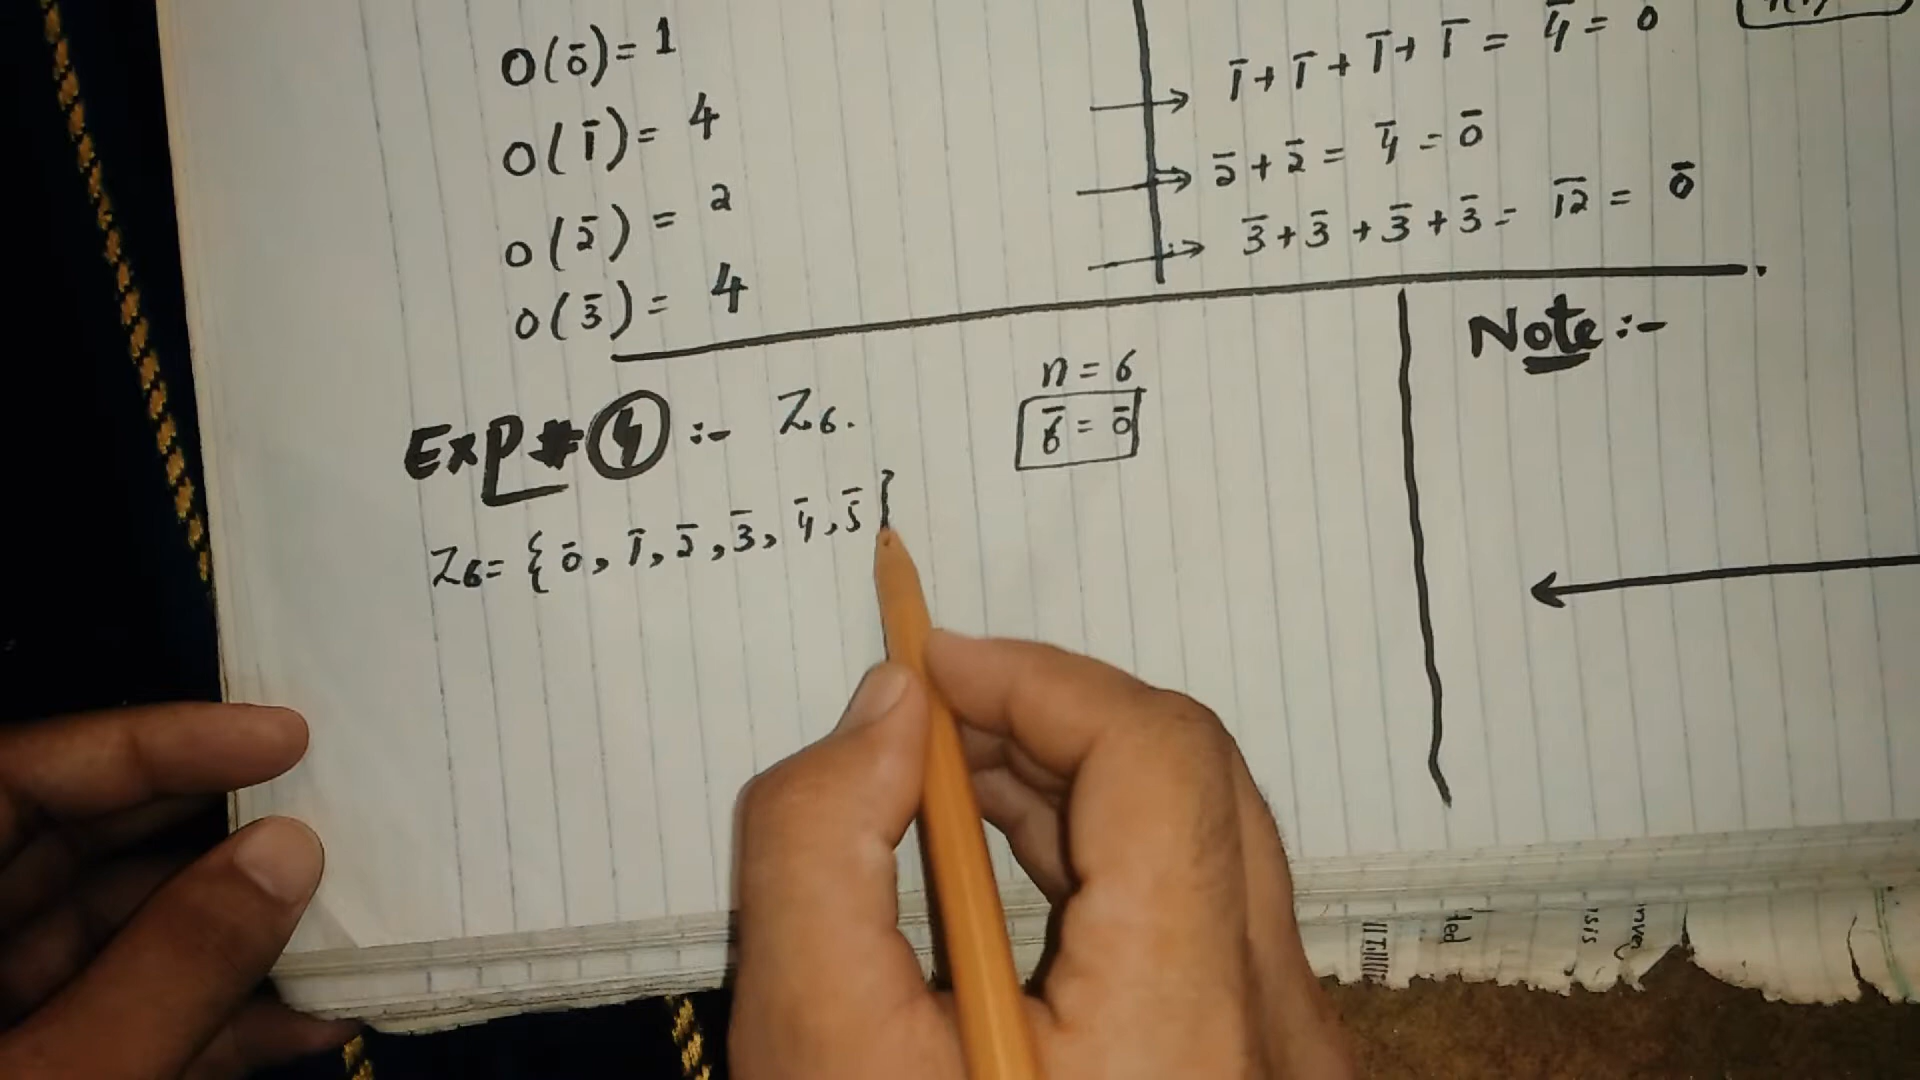 O(0̄)= 1
O(1̄)= 4
O(2̄) = 2
O(3̄)= 4
1̄+ 1̄ + 1̄+ 1̄ = 4̄ = 0
2̄ + 2̄ = 4̄ = 0̄
3̄+3̄ +3̄+3̄= 1̄2̄ = 0̄
Exp#④:- Z₆.
n = 6
6̄ = 0̄
Z₆= {0̄, 1̄, 2̄, 3̄, 4̄, 5̄}
Note:-